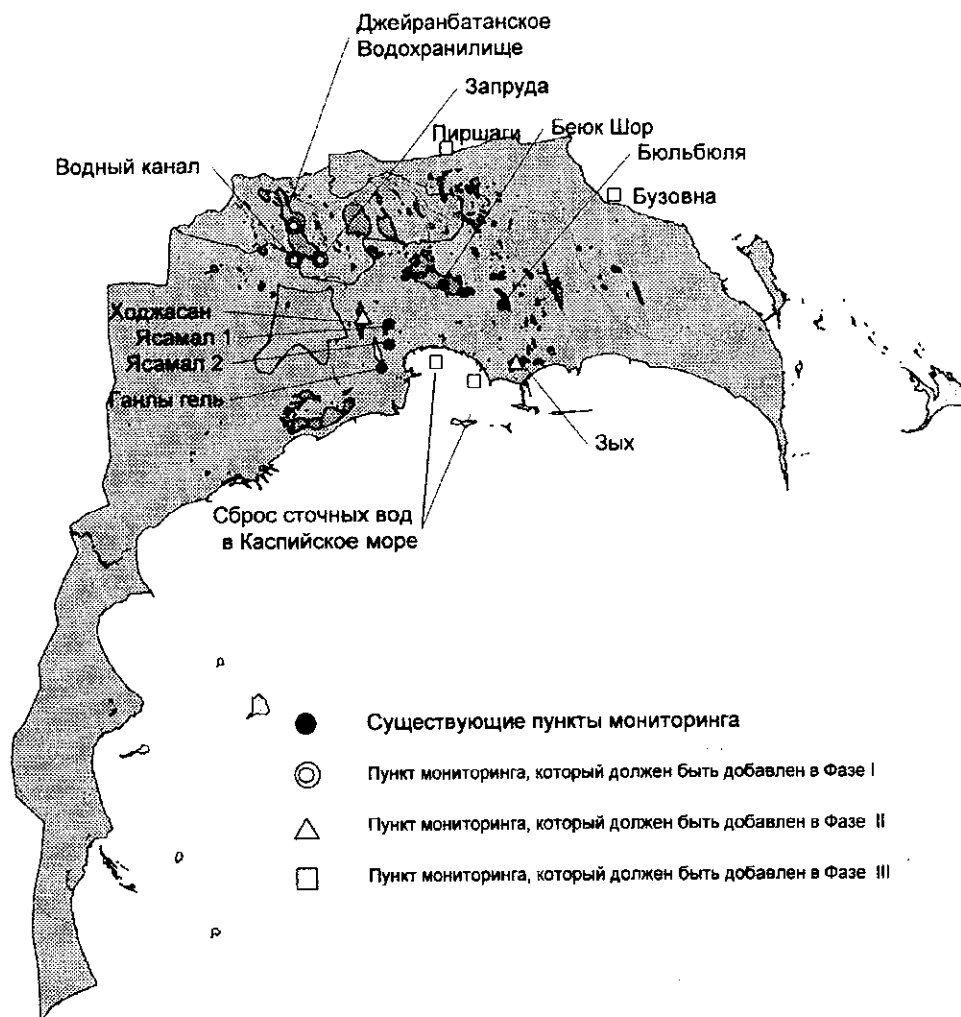 Джейранбатанское
Водохранилище
Запруда
Пиршаги
Беюк Шор
Водный канал
Бюльбюля
Бузовна
Ходжасан
Ясамал 1
Ясамал 2
Ганлы гель
Зых
Сброс сточных вод
в Каспийское море
Существующие пункты мониторинга
Пункт мониторинга, который должен быть добавлен в Фазе I
Пункт мониторинга, который должен быть добавлен в Фазе II
Пункт мониторинга, который должен быть добавлен в Фазе III